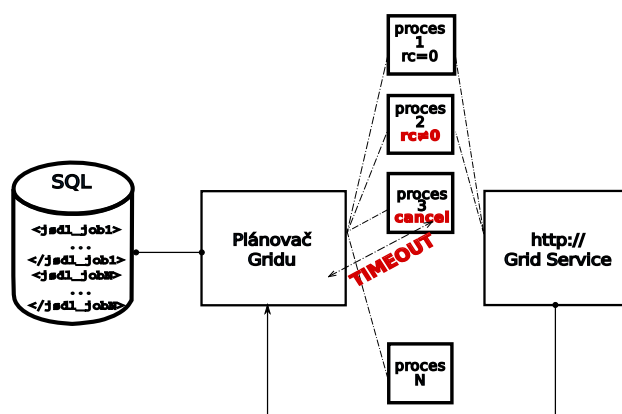 SQL
<jsdl_job1>
...
</jsdl_job1>
<jsdl_jobN>
...
</jsdl_jobN>
Plánovač
Gridu
proces
1
rc=0
proces
2
rc≠0
proces
3
cancel
TIMEOUT
proces
N
http://
Grid Service